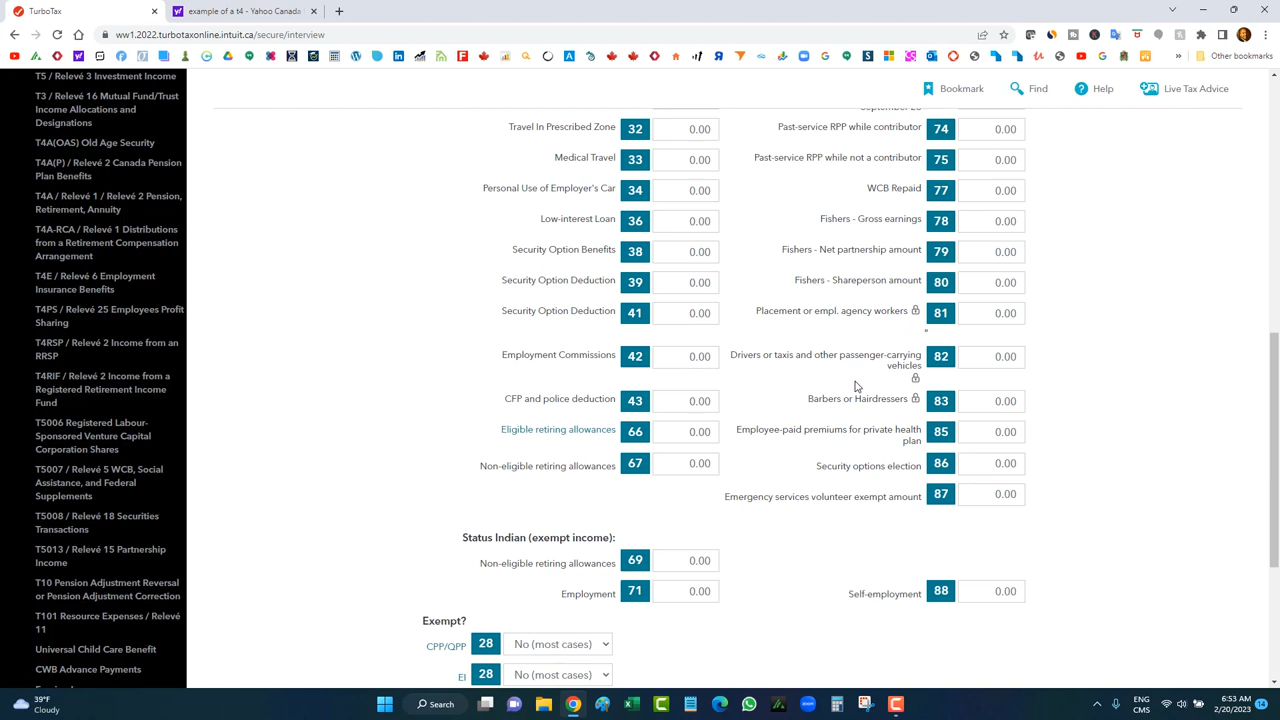 TurboTax
example of a t4 - Yahoo Canada
ww1.2022.turbotaxonline.intuit.ca/secure/interview
Other bookmarks
T5 / Relevé 3 Investment Income
T3 / Relevé 16 Mutual Fund/Trust
Income Allocations and
Designations
T4A(OAS) Old Age Security
T4A(P) / Relevé 2 Canada Pension
Plan Benefits
T4A / Relevé 1 / Relevé 2 Pension,
Retirement, Annuity
T4A-RCA / Relevé 1 Distributions
from a Retirement Compensation
Arrangement
T4E / Relevé 6 Employment
Insurance Benefits
T4PS / Relevé 25 Employees Profit
Sharing
T4RSP / Relevé 2 Income from an
RRSP
T4RIF / Relevé 2 Income from a
Registered Retirement Income
Fund
T5006 Registered Labour-
Sponsored Venture Capital
Corporation Shares
T5007 / Relevé 5 WCB, Social
Assistance, and Federal
Supplements
T5008 / Relevé 18 Securities
Transactions
T5013 / Relevé 15 Partnership
Income
T10 Pension Adjustment Reversal
or Pension Adjustment Correction
T101 Resource Expenses / Relevé
11
Universal Child Care Benefit
CWB Advance Payments
Bookmark Find Help Live Tax Advice
Travel In Prescribed Zone 32 0.00 Past-service RPP while contributor 74 0.00
Medical Travel 33 0.00 Past-service RPP while not a contributor 75 0.00
Personal Use of Employer's Car 34 0.00 WCB Repaid 77 0.00
Low-interest Loan 36 0.00 Fishers - Gross earnings 78 0.00
Security Option Benefits 38 0.00 Fishers - Net partnership amount 79 0.00
Security Option Deduction 39 0.00 Fishers - Shareperson amount 80 0.00
Security Option Deduction 41 0.00 Placement or empl. agency workers 81 0.00
"
Employment Commissions 42 0.00 Drivers or taxis and other passenger-carrying
vehicles 82 0.00
CFP and police deduction 43 0.00 Barbers or Hairdressers 83 0.00
Eligible retiring allowances 66 0.00 Employee-paid premiums for private health
plan 85 0.00
Non-eligible retiring allowances 67 0.00 Security options election 86 0.00
Emergency services volunteer exempt amount 87 0.00
Status Indian (exempt income):
Non-eligible retiring allowances 69 0.00
Employment 71 0.00 Self-employment 88 0.00
Exempt?
CPP/QPP 28 No (most cases)
EI 28 No (most cases)
39°F
Cloudy
Search
ENG
CMS
6:53 AM
2/20/2023